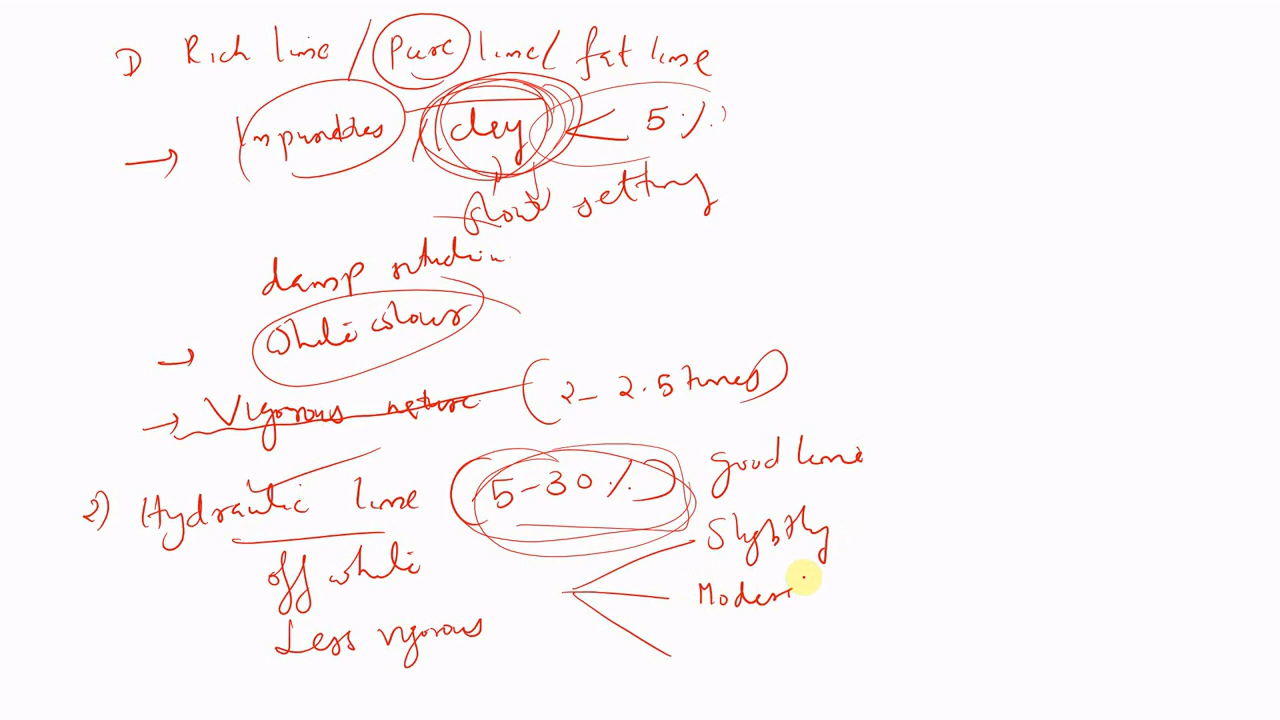 1) Rich lime / Pure lime / fat lime
→ Impurities / clay < 5 %
slow setting
damp situation
→ White colour
→ Vigorous nature (2 - 2.5 times)
2) Hydraulic lime (5-30 %) good lime
off white Slightly
Less vigorous Moder